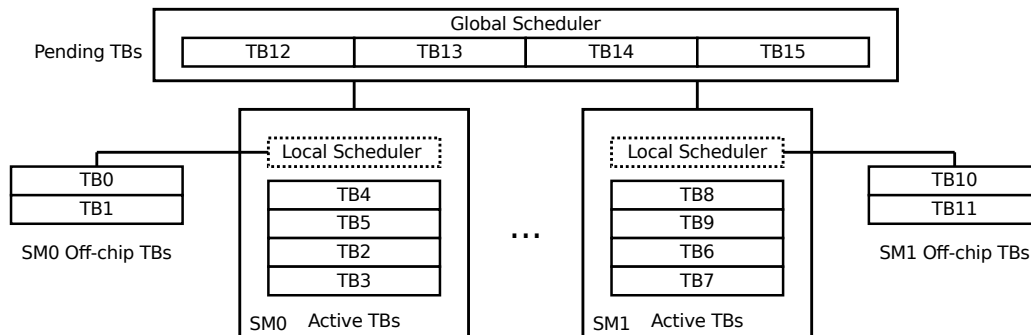 Global Scheduler
Pending TBs
TB12 TB13 TB14 TB15
Local Scheduler
Local Scheduler
TB0
TB1
SM0 Off-chip TBs
TB4
TB5
TB2
TB3
SM0 Active TBs
...
TB8
TB9
TB6
TB7
SM1 Active TBs
TB10
TB11
SM1 Off-chip TBs